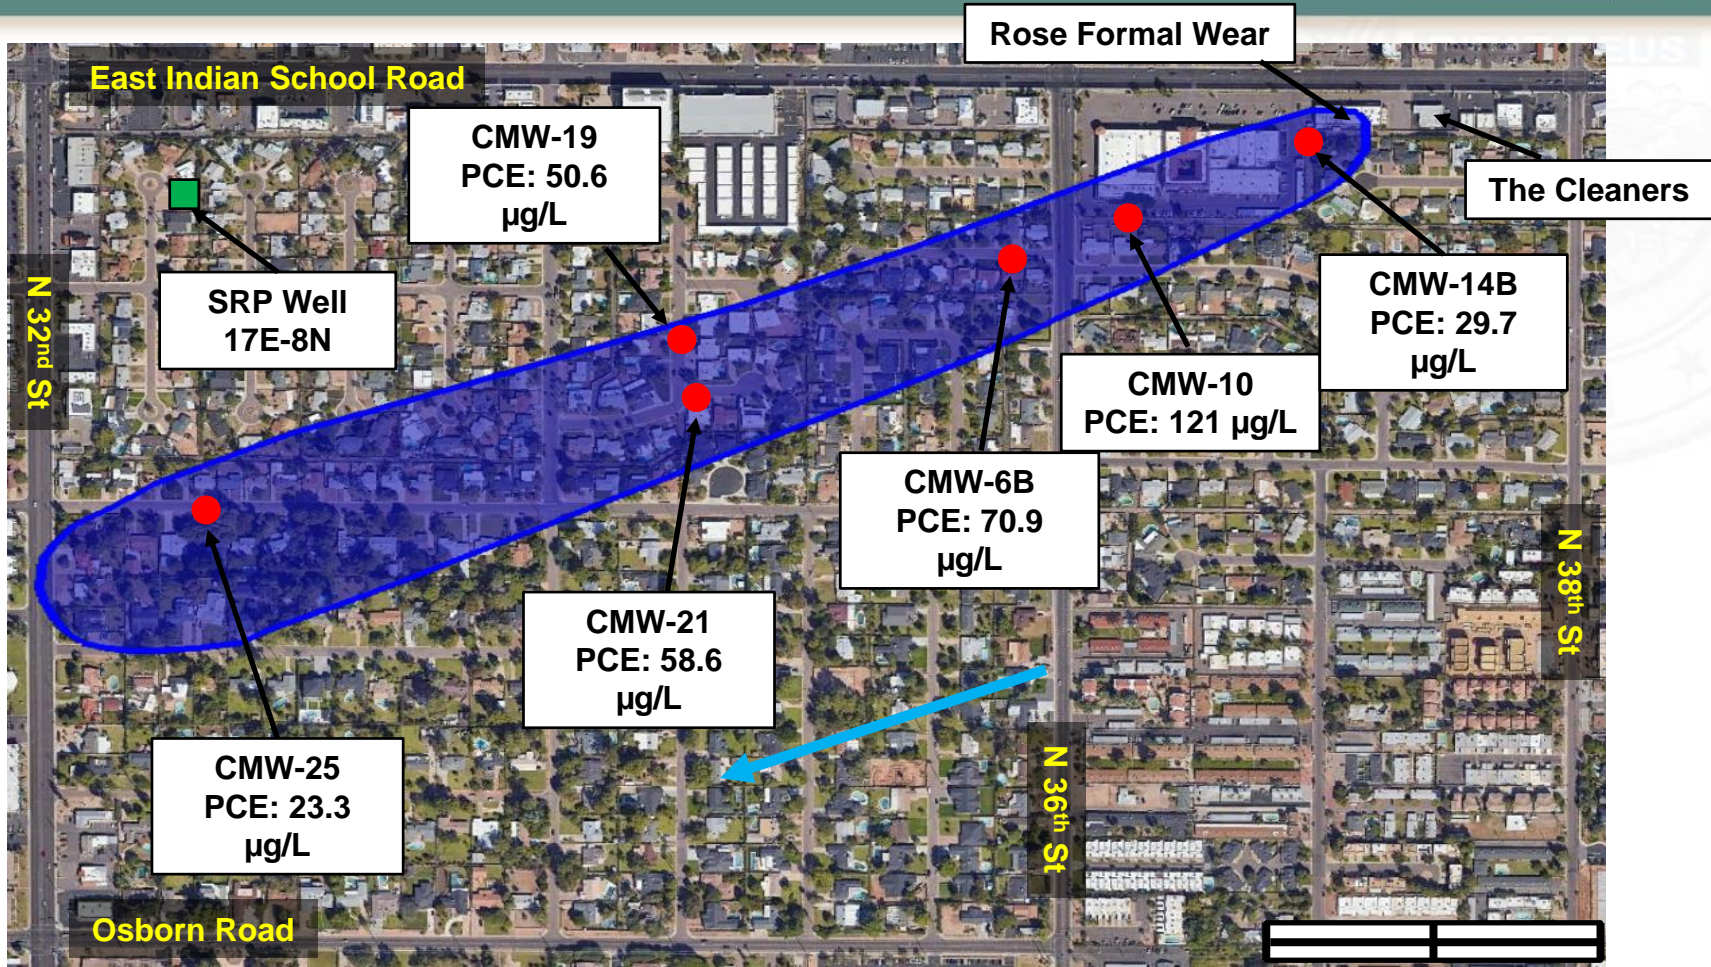 Rose Formal Wear
East Indian School Road
CMW-19
PCE: 50.6
µg/L
The Cleaners
SRP Well
17E-8N
N 32nd St
CMW-14B
PCE: 29.7
µg/L
CMW-10
PCE: 121 µg/L
CMW-6B
PCE: 70.9
µg/L
N 38th St
CMW-21
PCE: 58.6
µg/L
CMW-25
PCE: 23.3
µg/L
N 36th St
Osborn Road